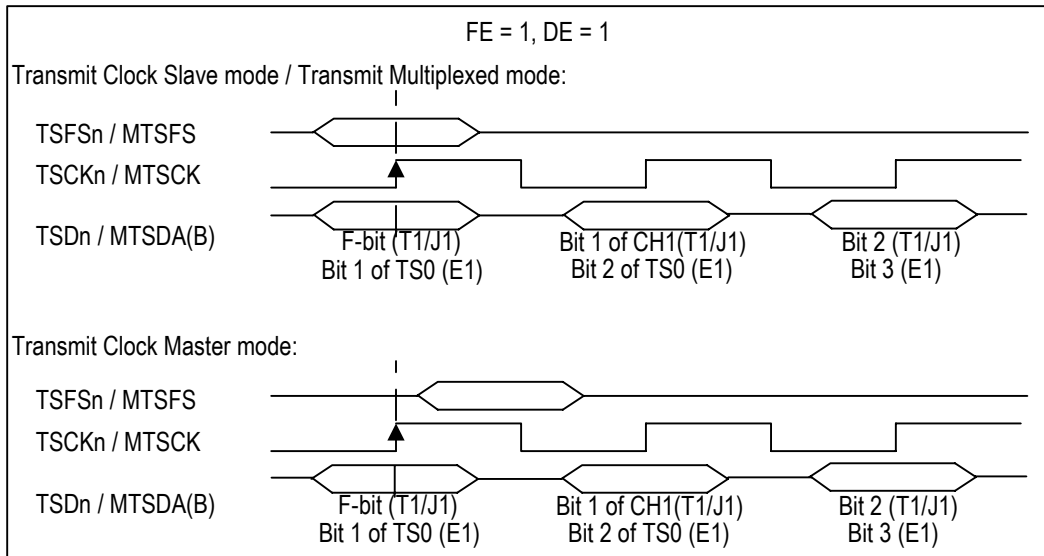 FE = 1, DE = 1
Transmit Clock Slave mode / Transmit Multiplexed mode:
TSFSn / MTSFS
TSCKn / MTSCK
TSDn / MTSDA(B)
F-bit (T1/J1) Bit 1 of CH1(T1/J1) Bit 2 (T1/J1)
Bit 1 of TS0 (E1) Bit 2 of TS0 (E1) Bit 3 (E1)
Transmit Clock Master mode:
TSFSn / MTSFS
TSCKn / MTSCK
TSDn / MTSDA(B)
F-bit (T1/J1) Bit 1 of CH1(T1/J1) Bit 2 (T1/J1)
Bit 1 of TS0 (E1) Bit 2 of TS0 (E1) Bit 3 (E1)